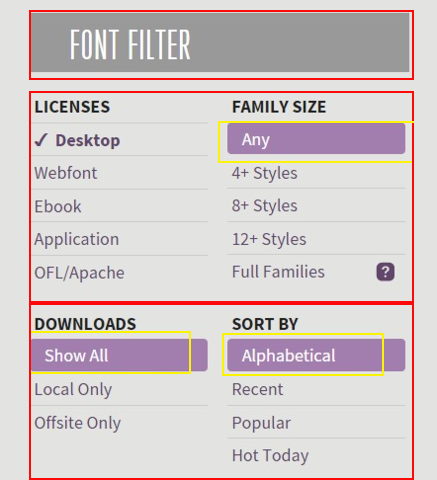 FONT FILTER
LICENSES
✓ Desktop
Webfont
Ebook
Application
OFL/Apache
FAMILY SIZE
Any
4+ Styles
8+ Styles
12+ Styles
Full Families ?
DOWNLOADS
Show All
Local Only
Offsite Only
SORT BY
Alphabetical
Recent
Popular
Hot Today